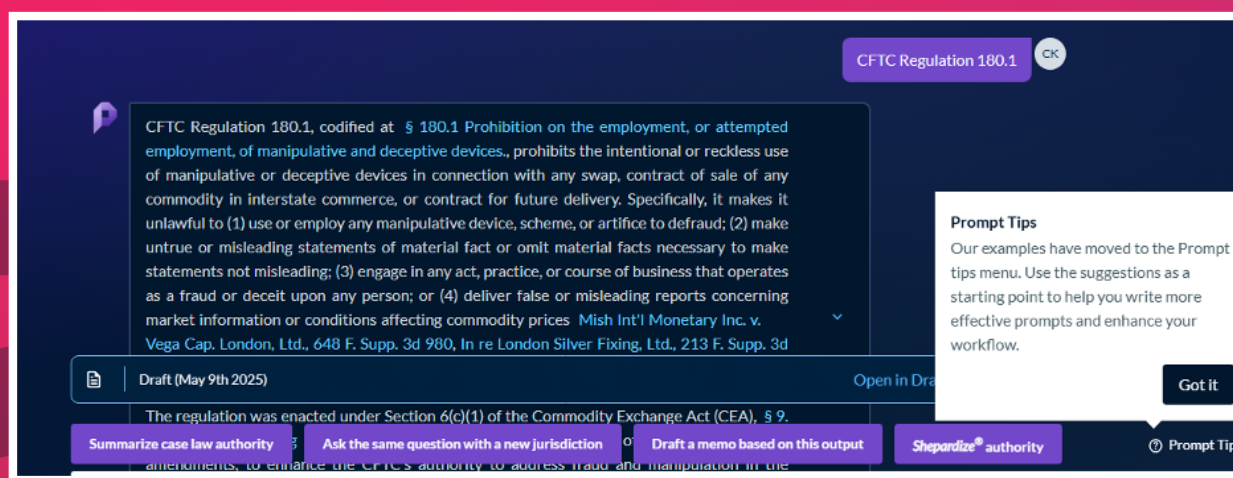 CFTC Regulation 180.1
CK
CFTC Regulation 180.1, codified at § 180.1 Prohibition on the employment, or attempted
employment, of manipulative and deceptive devices., prohibits the intentional or reckless use
of manipulative or deceptive devices in connection with any swap, contract of sale of any
commodity in interstate commerce, or contract for future delivery. Specifically, it makes it
unlawful to (1) use or employ any manipulative device, scheme, or artifice to defraud; (2) make
untrue or misleading statements of material fact or omit material facts necessary to make
statements not misleading; (3) engage in any act, practice, or course of business that operates
as a fraud or deceit upon any person; or (4) deliver false or misleading reports concerning
market information or conditions affecting commodity prices Mish Int'l Monetary Inc. v.
Vega Cap. London, Ltd., 648 F. Supp. 3d 980, In re London Silver Fixing, Ltd., 213 F. Supp. 3d
Draft (May 9th 2025)
Open in Dra
The regulation was enacted under Section 6(c)(1) of the Commodity Exchange Act (CEA), § 9.
Summarize case law authority
Ask the same question with a new jurisdiction
Draft a memo based on this output
Shepardize® authority
amendments, to enhance the CFTC's authority to address fraud and manipulation in the
Prompt Tips
Our examples have moved to the Prompt
tips menu. Use the suggestions as a
starting point to help you write more
effective prompts and enhance your
workflow.
Got it
Prompt Tip